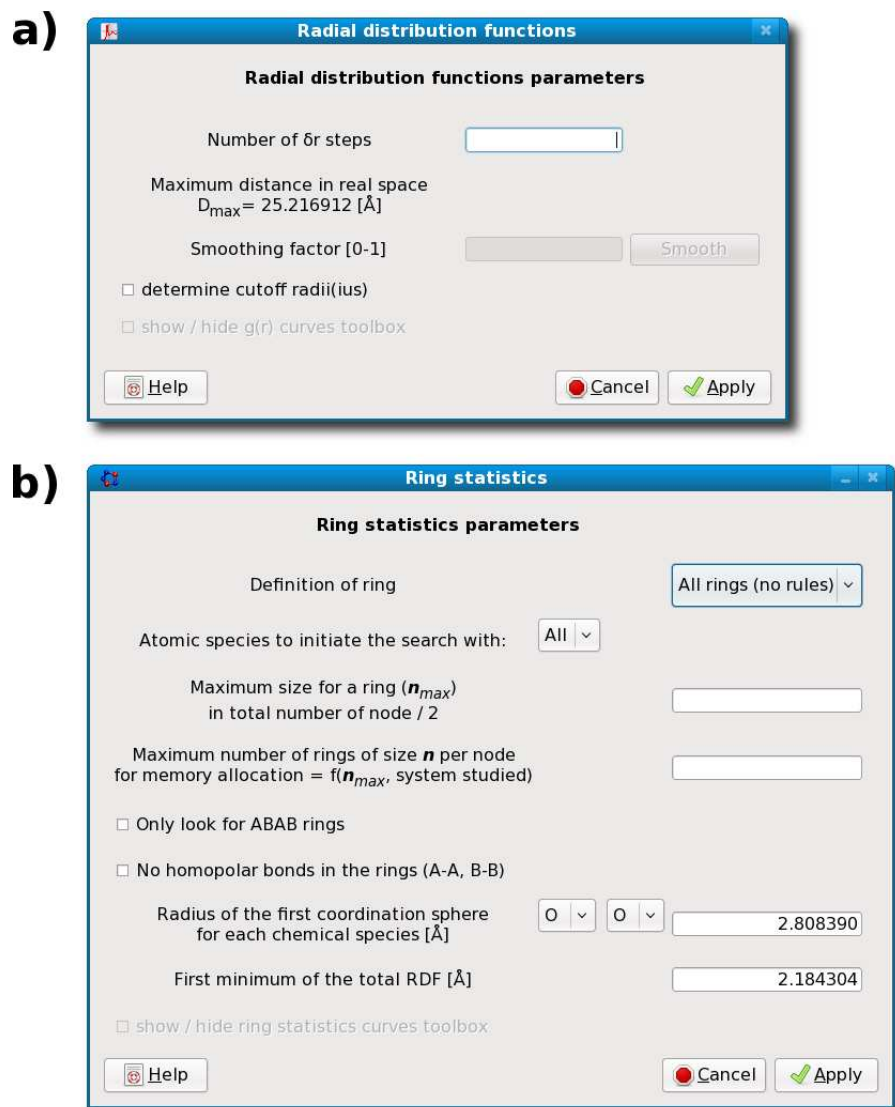 a)
Radial distribution functions
Radial distribution functions parameters
Number of δr steps
Maximum distance in real space
Dmax= 25.216912 [Å]
Smoothing factor [0-1]
Smooth
determine cutoff radii(ius)
show / hide g(r) curves toolbox
Help
Cancel
Apply
b)
Ring statistics
Ring statistics parameters
Definition of ring
All rings (no rules)
Atomic species to initiate the search with:
All
Maximum size for a ring (nmax)
in total number of node / 2
Maximum number of rings of size n per node
for memory allocation = f(nmax, system studied)
Only look for ABAB rings
No homopolar bonds in the rings (A-A, B-B)
Radius of the first coordination sphere
for each chemical species [Å]
O
O
2.808390
First minimum of the total RDF [Å]
2.184304
show / hide ring statistics curves toolbox
Help
Cancel
Apply